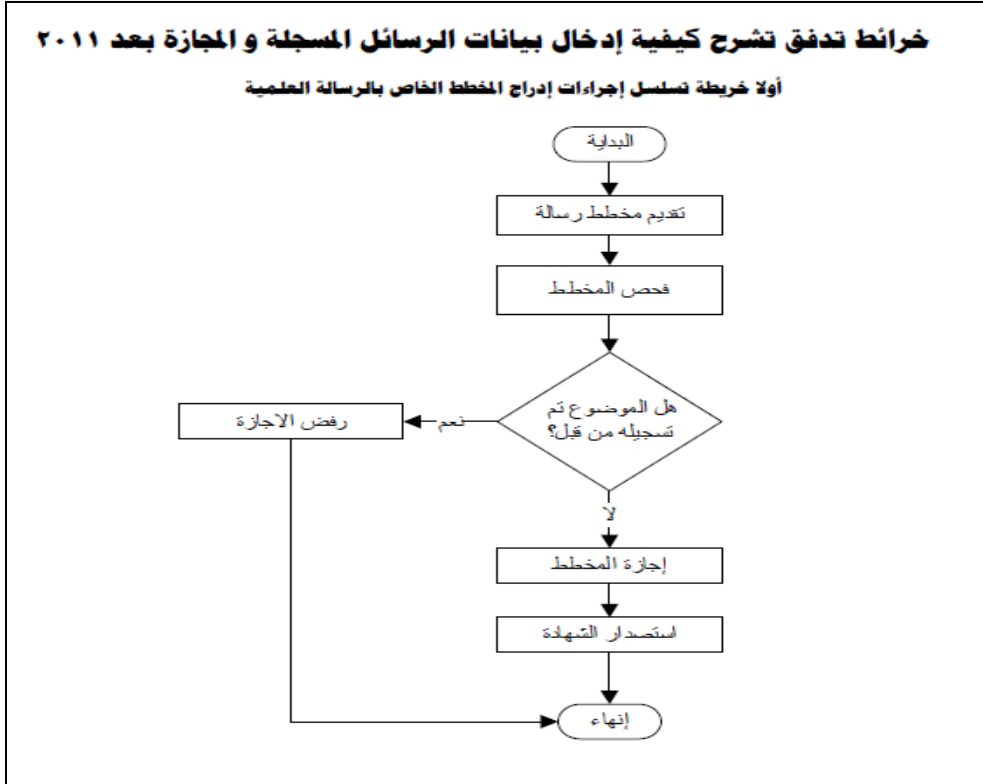 خرائط تدفق تشرح كيفية إدخال بيانات الرسائل المسجلة و المجازة بعد ٢٠١١
أولا خريطة تسلسل إجراءات إدراج المخطط الخاص بالرسالة العلمية
البداية
تقديم مخطط رسالة
فحص المخطط
هل الموضوع تم
تسجيله من قبل؟
نعم
رفض الاجازة
لا
إجازة المخطط
استصدار الشهادة
إنهاء